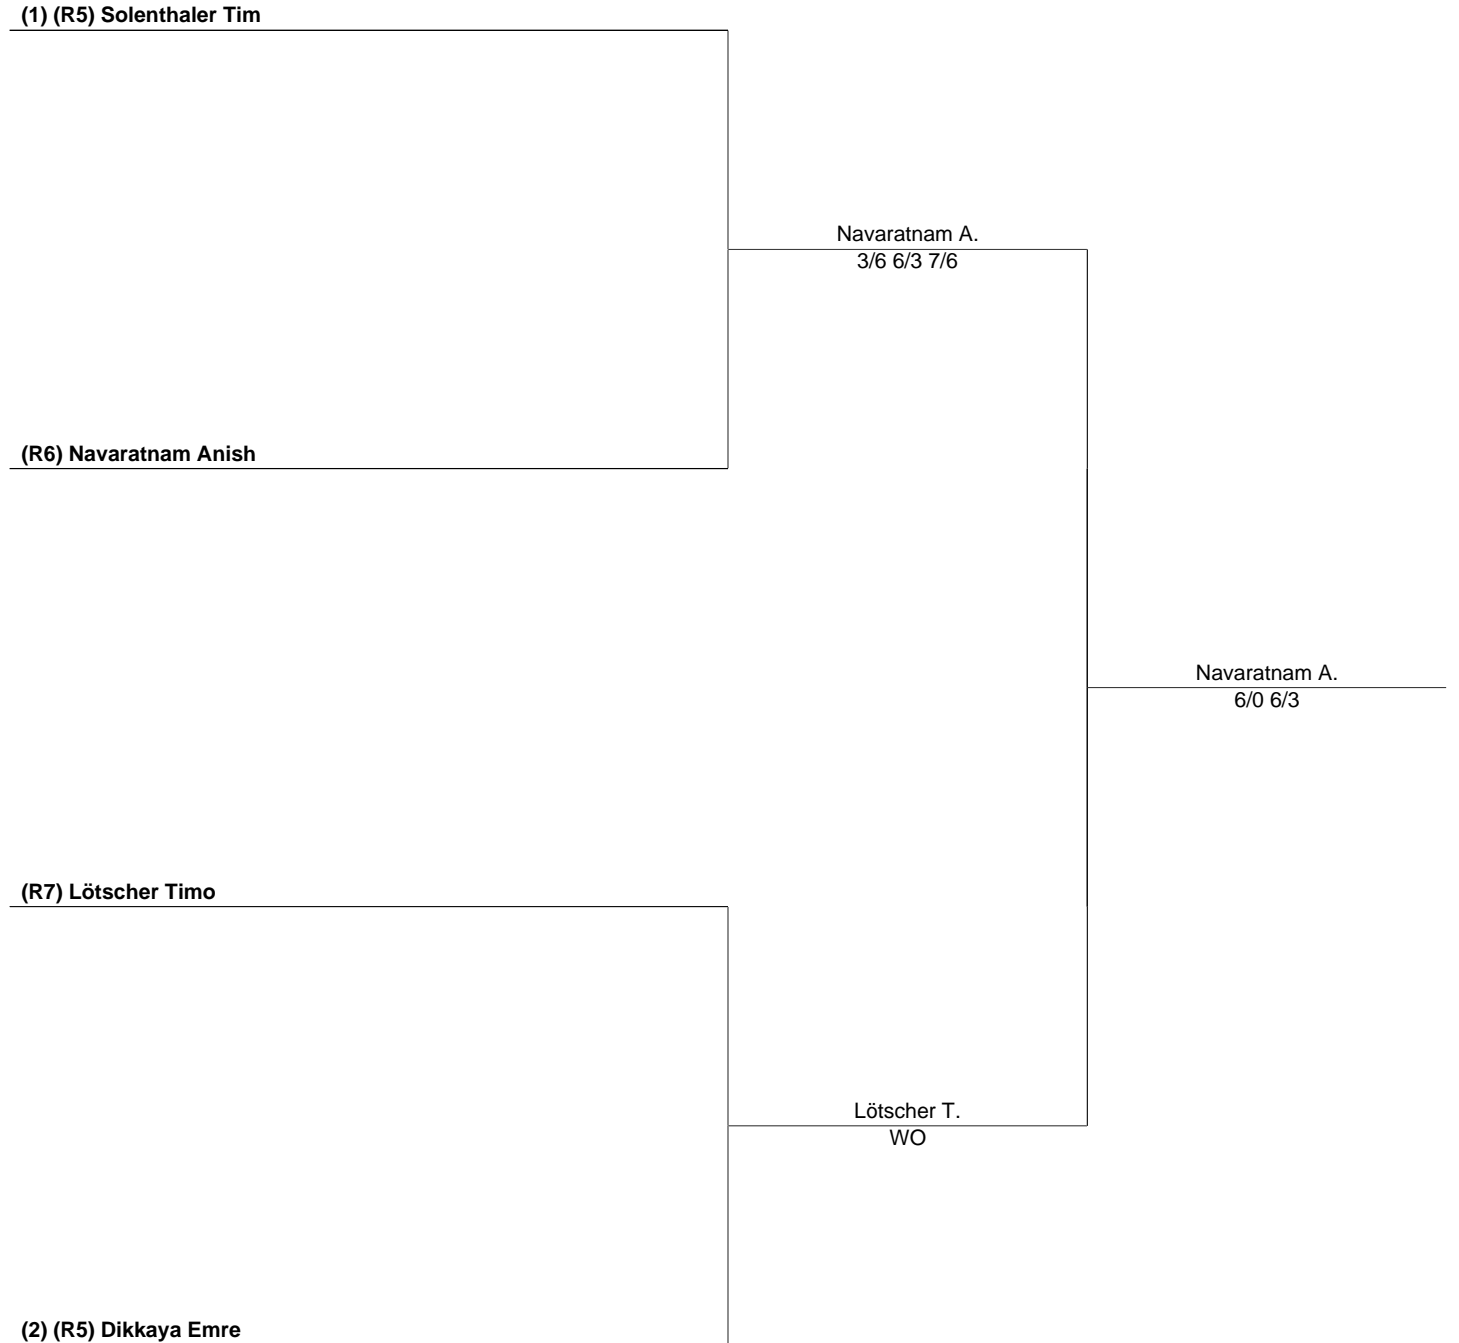 (1) (R5) Solenthaler Tim
Navaratnam A.
3/6 6/3 7/6
(R6) Navaratnam Anish
Navaratnam A.
6/0 6/3
(R7) Lötscher Timo
Lötscher T.
WO
(2) (R5) Dikkaya Emre